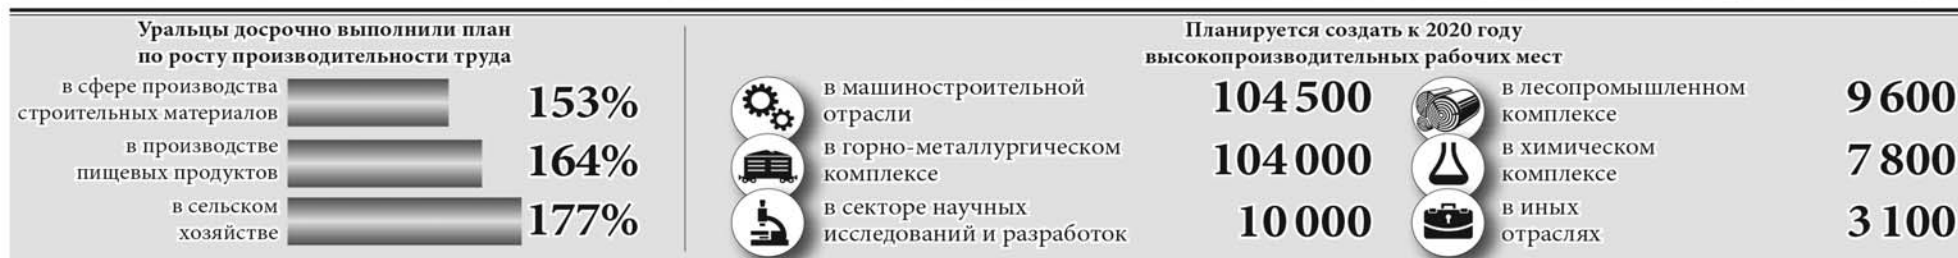 Уральцы досрочно выполнили план
по росту производительности труда
в сфере производства
строительных материалов
153%
в производстве
пищевых продуктов
164%
в сельском
хозяйстве
177%
Планируется создать к 2020 году
высокопроизводительных рабочих мест
в машиностроительной
отрасли
104 500
в горно-металлургическом
комплексе
104 000
в секторе научных
исследований и разработок
10 000
в лесопромышленном
комплексе
9 600
в химическом
комплексе
7 800
в иных
отраслях
3 100